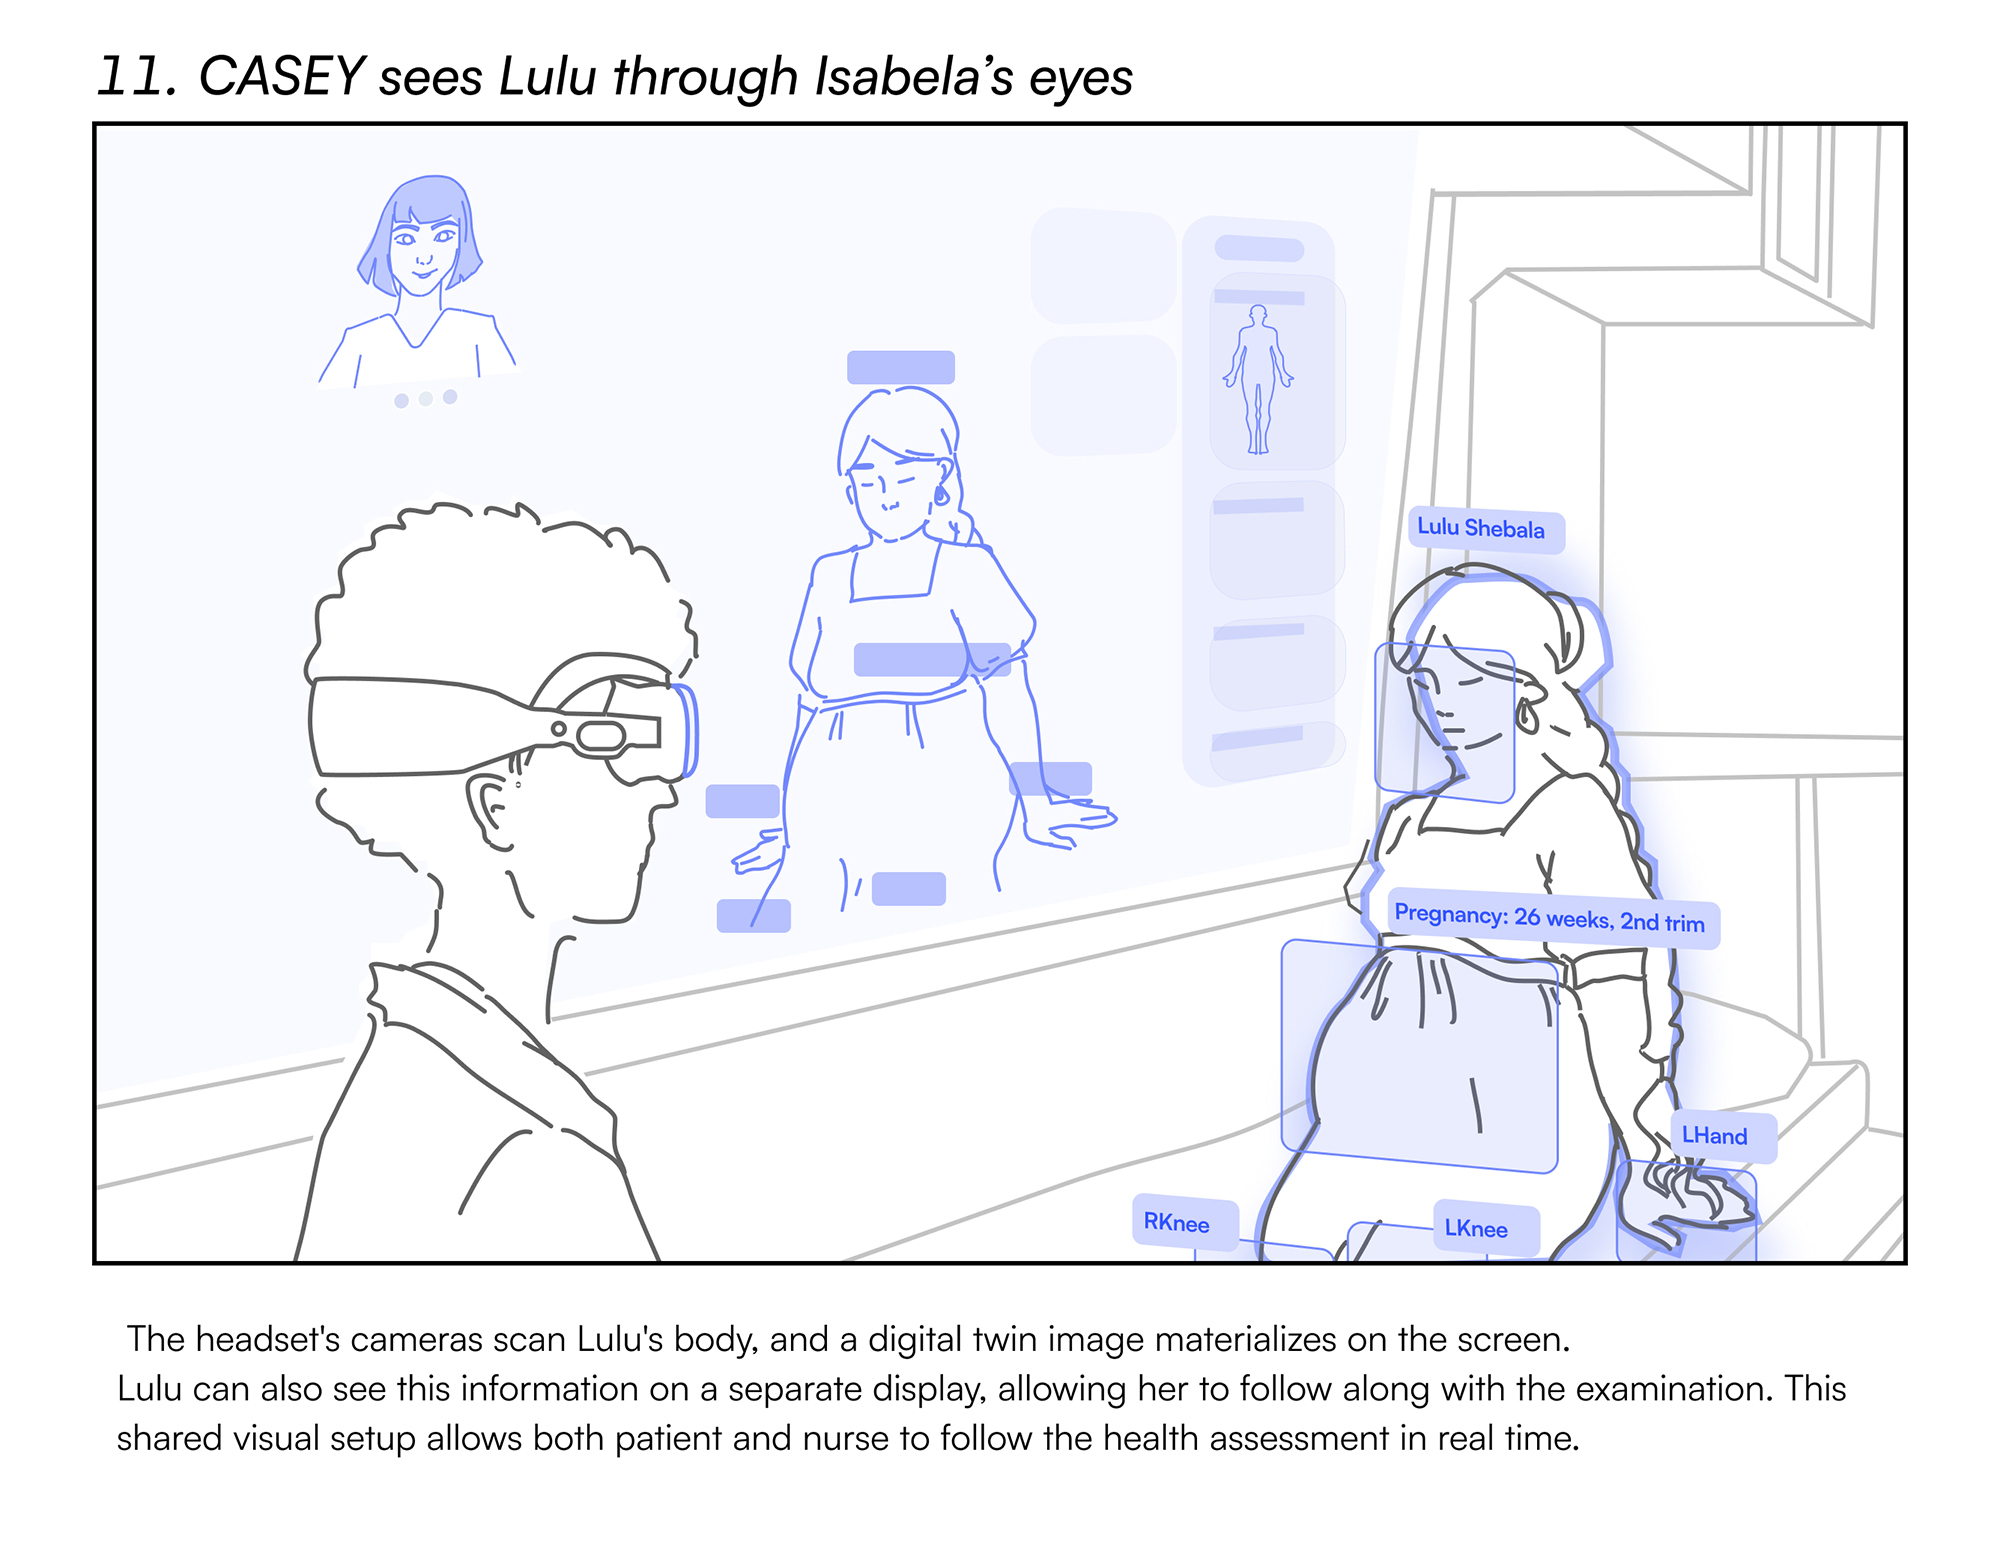 11. CASEY sees Lulu through Isabela’s eyes
Lulu Shebala
Pregnancy: 26 weeks, 2nd trim
LHand
RKnee
LKnee
The headset's cameras scan Lulu's body, and a digital twin image materializes on the screen.
Lulu can also see this information on a separate display, allowing her to follow along with the examination. This
shared visual setup allows both patient and nurse to follow the health assessment in real time.